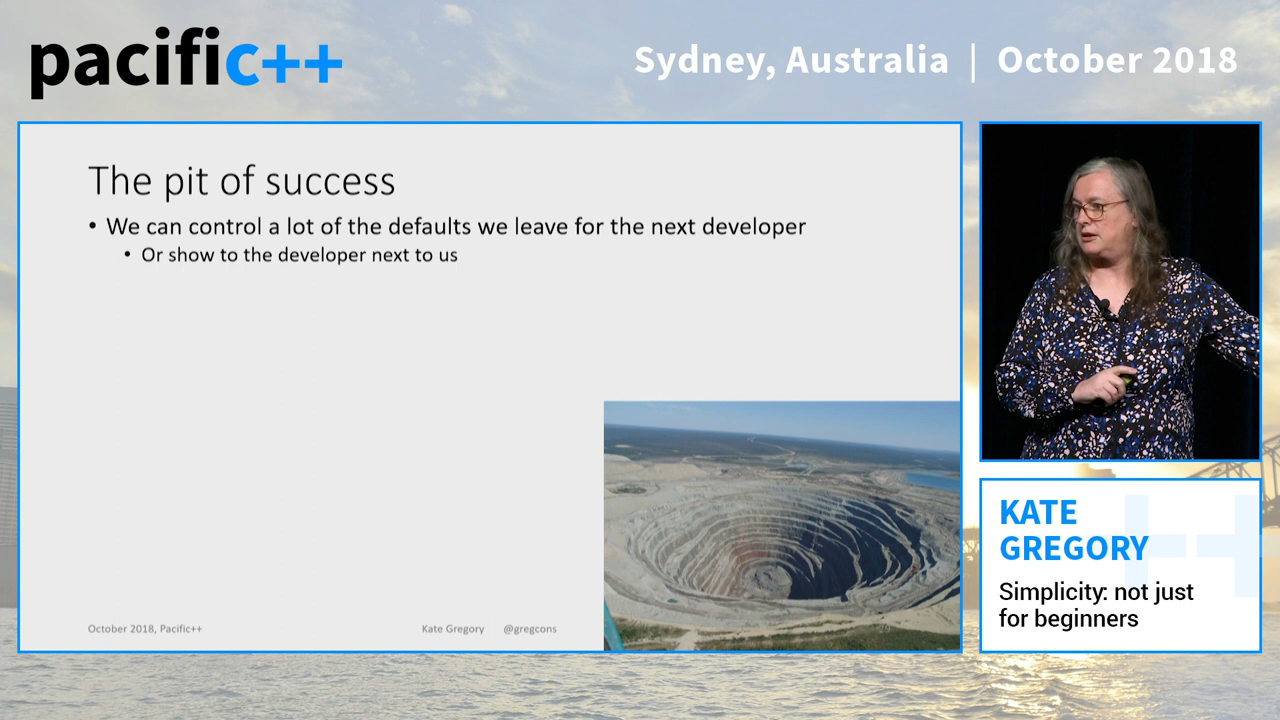 pacific++
Sydney, Australia | October 2018
The pit of success
• We can control a lot of the defaults we leave for the next developer
• Or show to the developer next to us
October 2018, Pacific++
Kate Gregory
@gregcons
KATE
GREGORY
Simplicity: not just
for beginners